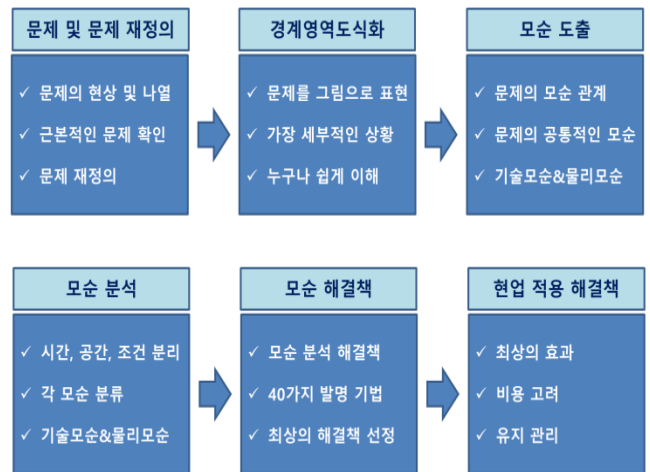 문제 및 문제 재정의
✓ 문제의 현상 및 나열
✓ 근본적인 문제 확인
✓ 문제 재정의
경계영역도식화
✓ 문제를 그림으로 표현
✓ 가장 세부적인 상황
✓ 누구나 쉽게 이해
모순 도출
✓ 문제의 모순 관계
✓ 문제의 공통적인 모순
✓ 기술모순&물리모순
모순 분석
✓ 시간, 공간, 조건 분리
✓ 각 모순 분류
✓ 기술모순&물리모순
모순 해결책
✓ 모순 분석 해결책
✓ 40가지 발명 기법
✓ 최상의 해결책 선정
현업 적용 해결책
✓ 최상의 효과
✓ 비용 고려
✓ 유지 관리